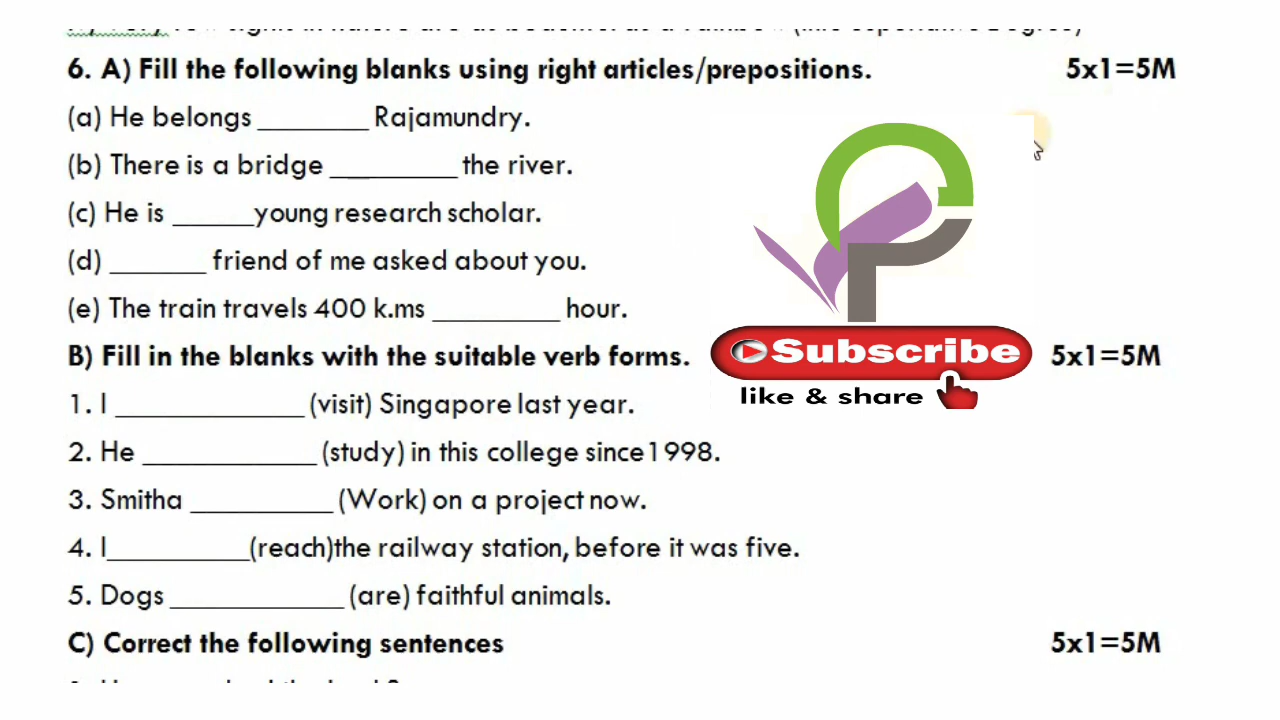 6. A) Fill the following blanks using right articles/prepositions. 5x1=5M
(a) He belongs ________ Rajamundry.
(b) There is a bridge _________ the river.
(c) He is ______young research scholar.
(d) _______ friend of me asked about you.
(e) The train travels 400 k.ms _________ hour.
B) Fill in the blanks with the suitable verb forms. 5x1=5M
Subscribe
like & share
1. I ______________ (visit) Singapore last year.
2. He _____________ (study) in this college since1998.
3. Smitha __________ (Work) on a project now.
4. I__________(reach)the railway station, before it was five.
5. Dogs _____________ (are) faithful animals.
C) Correct the following sentences 5x1=5M